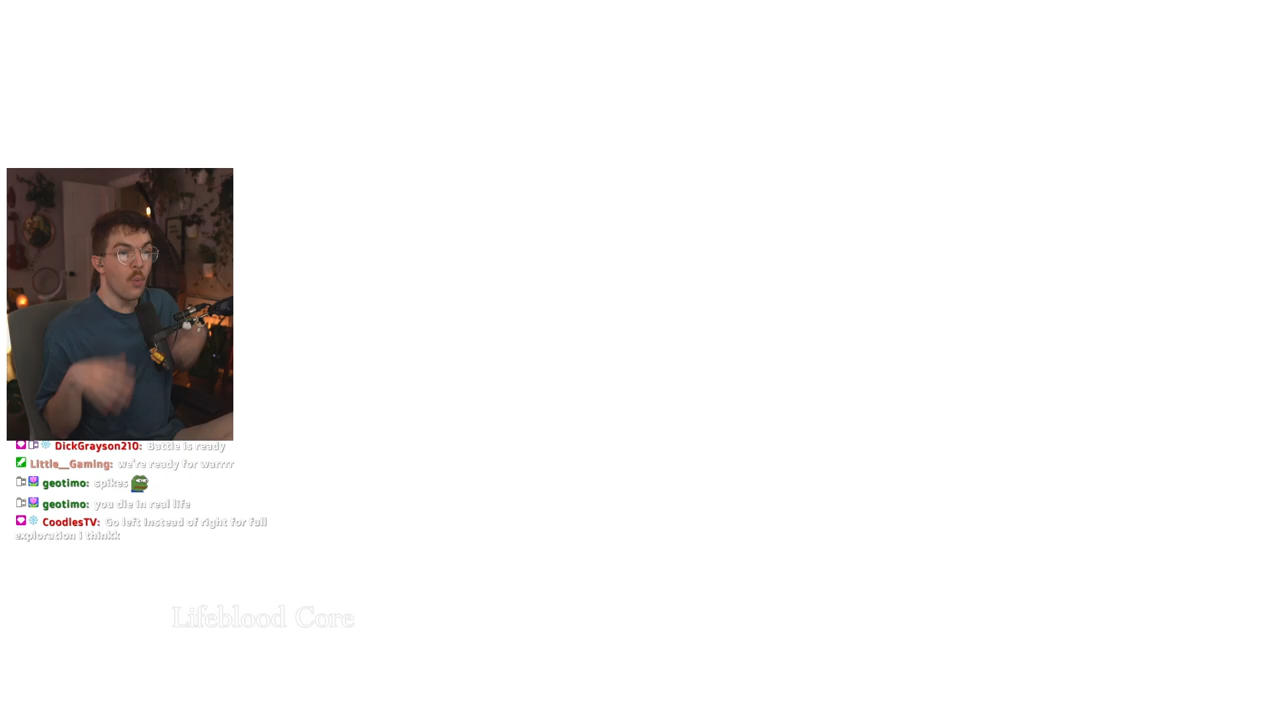 DickGrayson210: Battle is ready
Little__Gaming: we're ready for warrrr
geotimo: spikes
geotimo: you die in real life
CoodlesTV: Go left instead of right for full
exploration i thinkk
Lifeblood Core